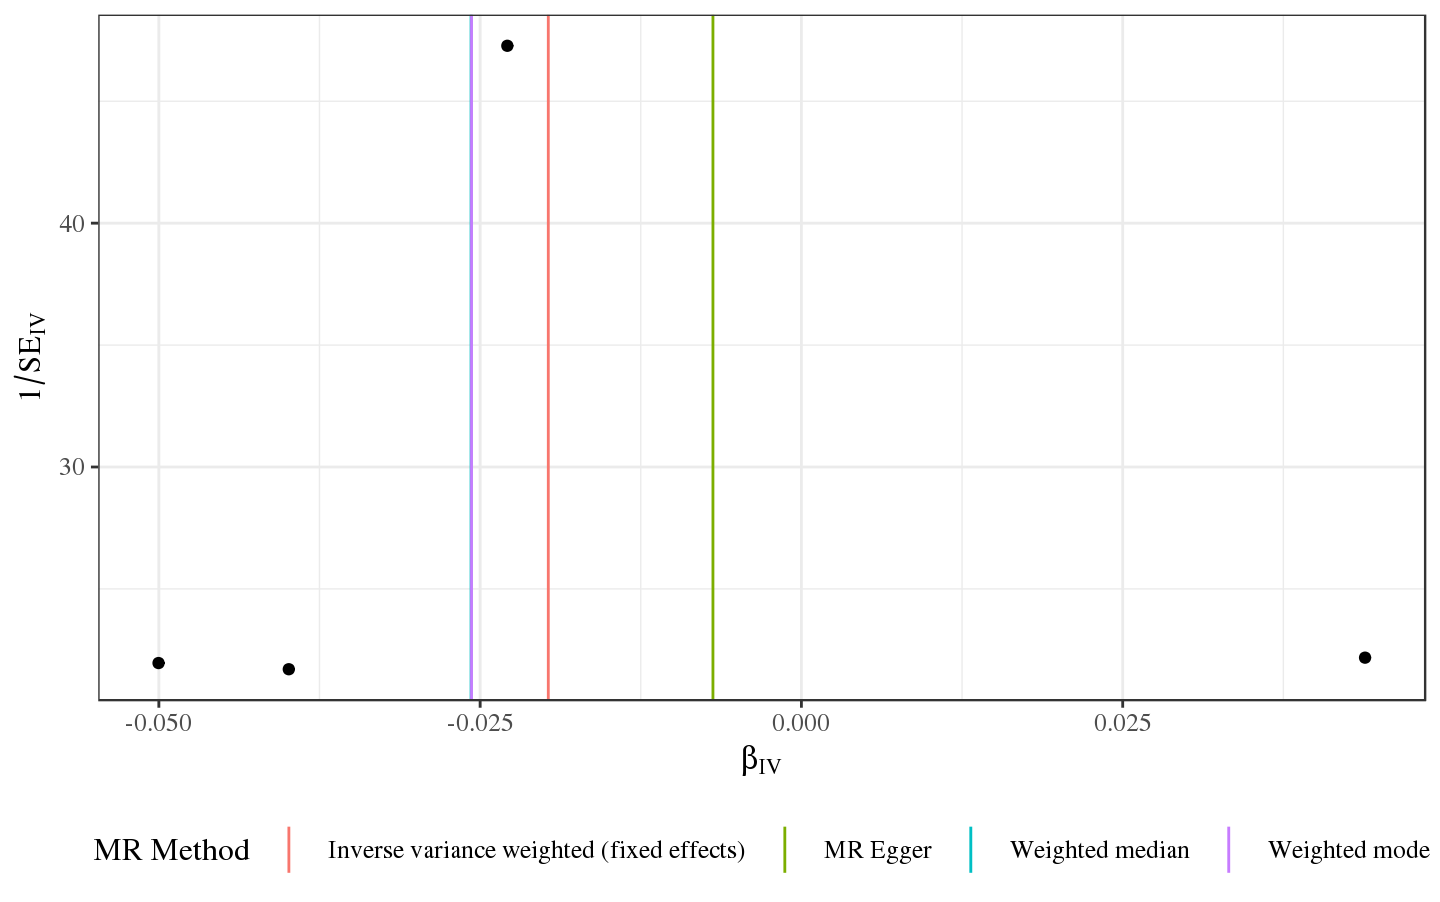 1/SE_IV
40
30
-0.050
-0.025
0.000
0.025
β_IV
MR Method
Inverse variance weighted (fixed effects)
MR Egger
Weighted median
Weighted mode